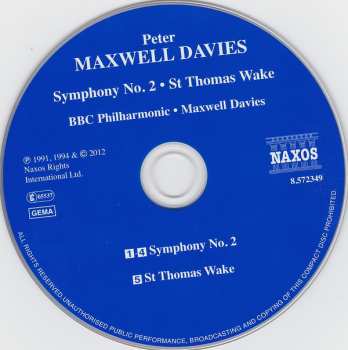 Peter
MAXWELL DAVIES
Symphony No. 2 • St Thomas Wake
BBC Philharmonic • Maxwell Davies
℗ 1991, 1994 & © 2012
Naxos Rights
International Ltd.
NAXOS
05537
GEMA
8.572349
1-4 Symphony No. 2
5 St Thomas Wake
ALL RIGHTS RESERVED UNAUTHORISED PUBLIC PERFORMANCE, BROADCASTING AND COPYING OF THIS COMPACT DISC PROHIBITED.